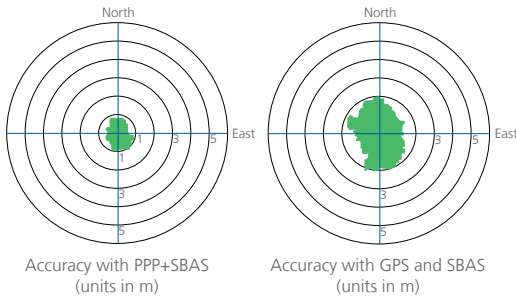 North
1 3 5 East
1
3
5
Accuracy with PPP+SBAS
(units in m)
North
3 5 East
3
5
Accuracy with GPS and SBAS
(units in m)